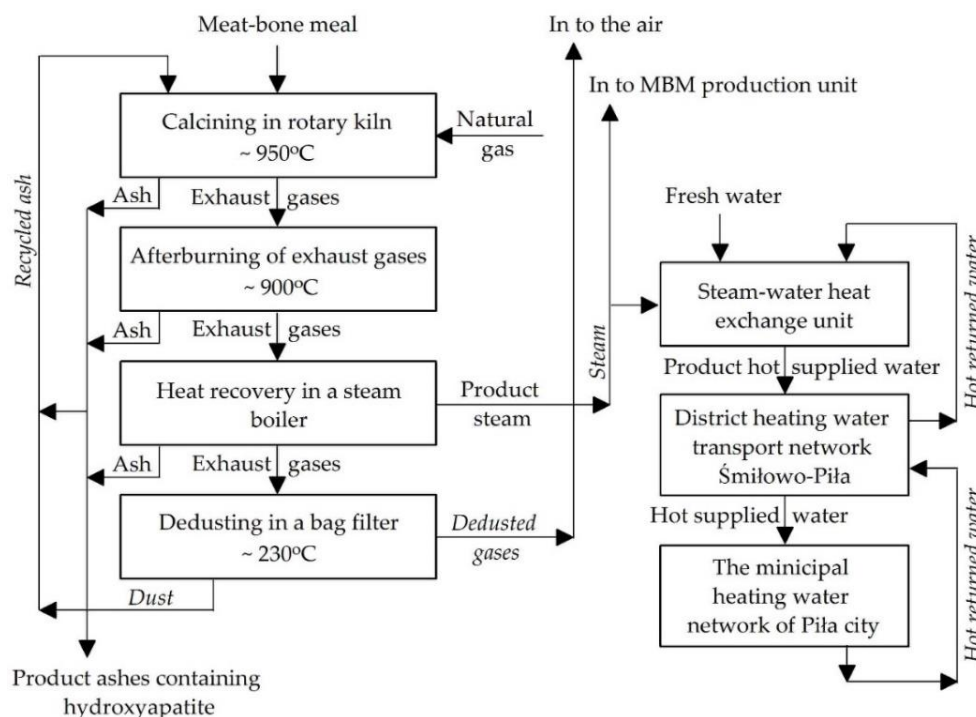 Meat-bone meal
In to the air
In to MBM production unit
Calcining in rotary kiln
~ 950ºC
Natural
gas
Recycled ash
Ash
Exhaust gases
Fresh water
Afterburning of exhaust gases
~ 900ºC
Steam-water heat
exchange unit
Hot returned water
Steam
Ash
Exhaust gases
Product hot supplied water
Heat recovery in a steam
boiler
Product
steam
District heating water
transport network
Śmiłowo-Piła
Ash
Exhaust gases
Hot supplied water
Dedusting in a bag filter
~ 230ºC
Dedusted
gases
The minicipal
heating water
network of Piła city
Hot returned water
Dust
Product ashes containing
hydroxyapatite